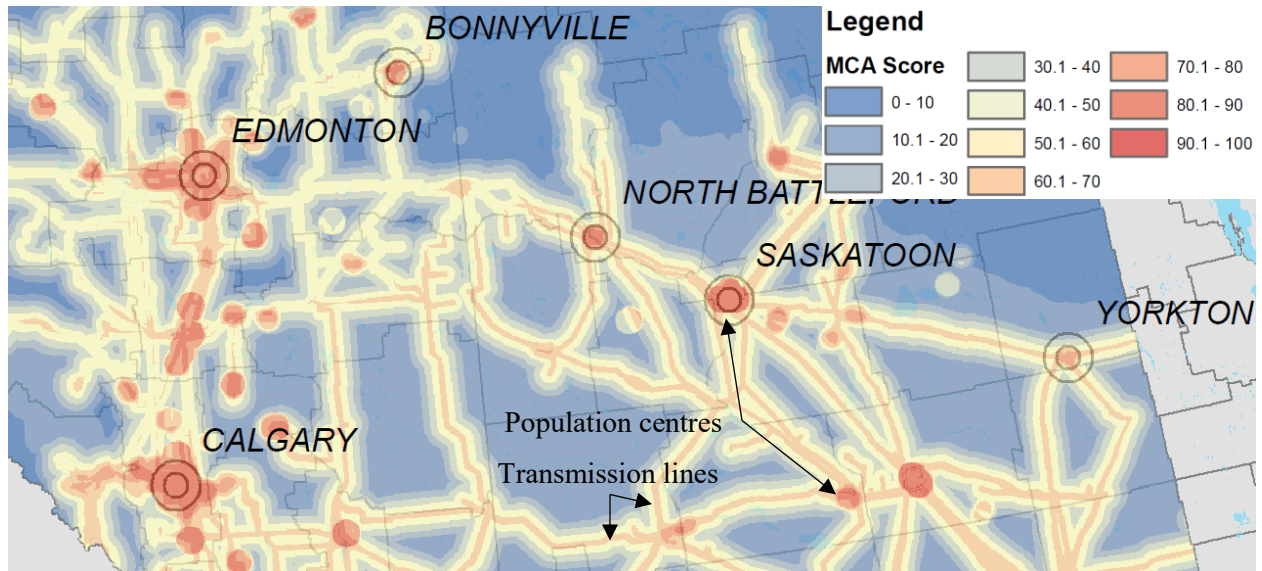 BONNYVILLE
EDMONTON
NORTH BATTLEFORD
SASKATOON
YORKTON
CALGARY
Population centres
Transmission lines
Legend
MCA Score
0 - 10
10.1 - 20
20.1 - 30
30.1 - 40
40.1 - 50
50.1 - 60
60.1 - 70
70.1 - 80
80.1 - 90
90.1 - 100